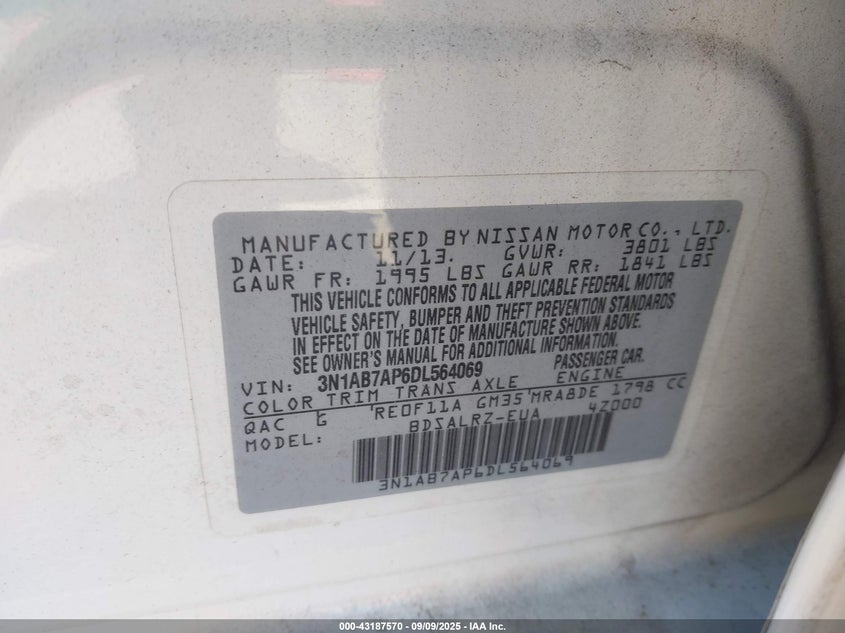 MANUFACTURED BY NISSAN MOTOR CO., LTD.
DATE: 11/13. GVWR: 3801 LBS
GAWR FR: 1995 LBS GAWR RR: 1841 LBS
THIS VEHICLE CONFORMS TO ALL APPLICABLE FEDERAL MOTOR
VEHICLE SAFETY, BUMPER AND THEFT PREVENTION STANDARDS
IN EFFECT ON THE DATE OF MANUFACTURE SHOWN ABOVE.
SEE OWNER'S MANUAL FOR ADDITIONAL INFORMATION.
VIN: 3N1AB7AP6DL564069 PASSENGER CAR.
COLOR TRIM TRANS AXLE ENGINE
QAC G RE0F11A GM35 MRA8DE 1798 CC
MODEL: BDSALRZ-EUA 4Z000
3N1AB7AP6DL564069
000-43187570 - 09/09/2025 - IAA Inc.